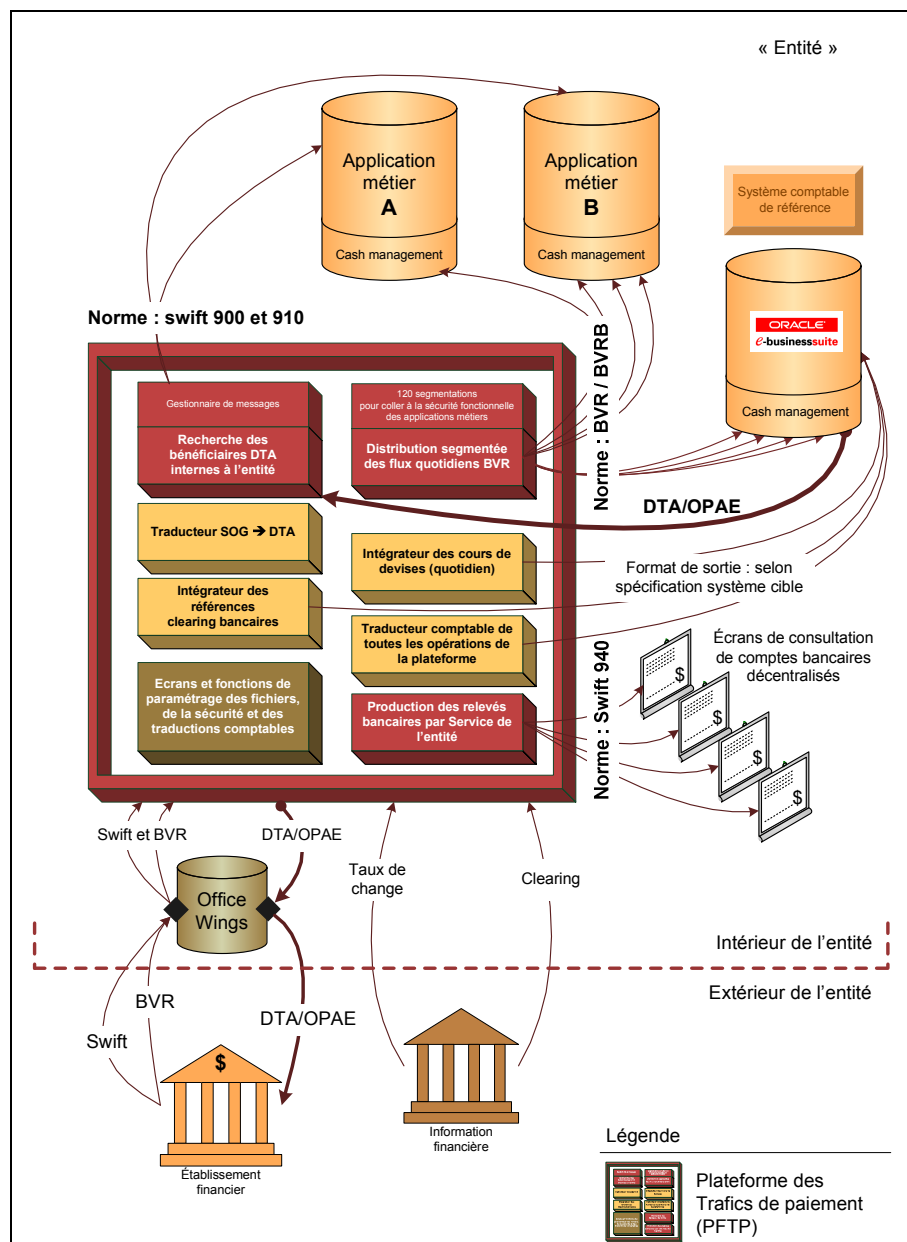 « Entité »
Application
métier
A
Cash management
Application
métier
B
Cash management
Système comptable
de référence
ORACLE
e-businesssuite
Cash management
Norme : swift 900 et 910
Norme : BVR / BVRB
Gestionnaire de messages
Recherche des
bénéficiaires DTA
internes à l'entité
120 segmentations
pour coller à la sécurité fonctionnelle
des applications métiers
Distribution segmentée
des flux quotidiens BVR
DTA/OPAE
Traducteur SOG → DTA
Intégrateur des cours de
devises (quotidien)
Format de sortie : selon
spécification système cible
Intégrateur des
références
clearing bancaires
Traducteur comptable de
toutes les opérations de
la plateforme
Écrans de consultation
de comptes bancaires
décentralisés
Ecrans et fonctions de
paramétrage des fichiers,
de la sécurité et des
traductions comptables
Production des relevés
bancaires par Service de
l'entité
Norme : Swift 940
$
$
$
$
Swift et BVR
DTA/OPAE
Taux de
change
Clearing
Office
Wings
Intérieur de l'entité
Extérieur de l'entité
BVR
Swift
DTA/OPAE
$
Établissement
financier
Information
financière
Légende
Plateforme des
Trafics de paiement
(PFTP)